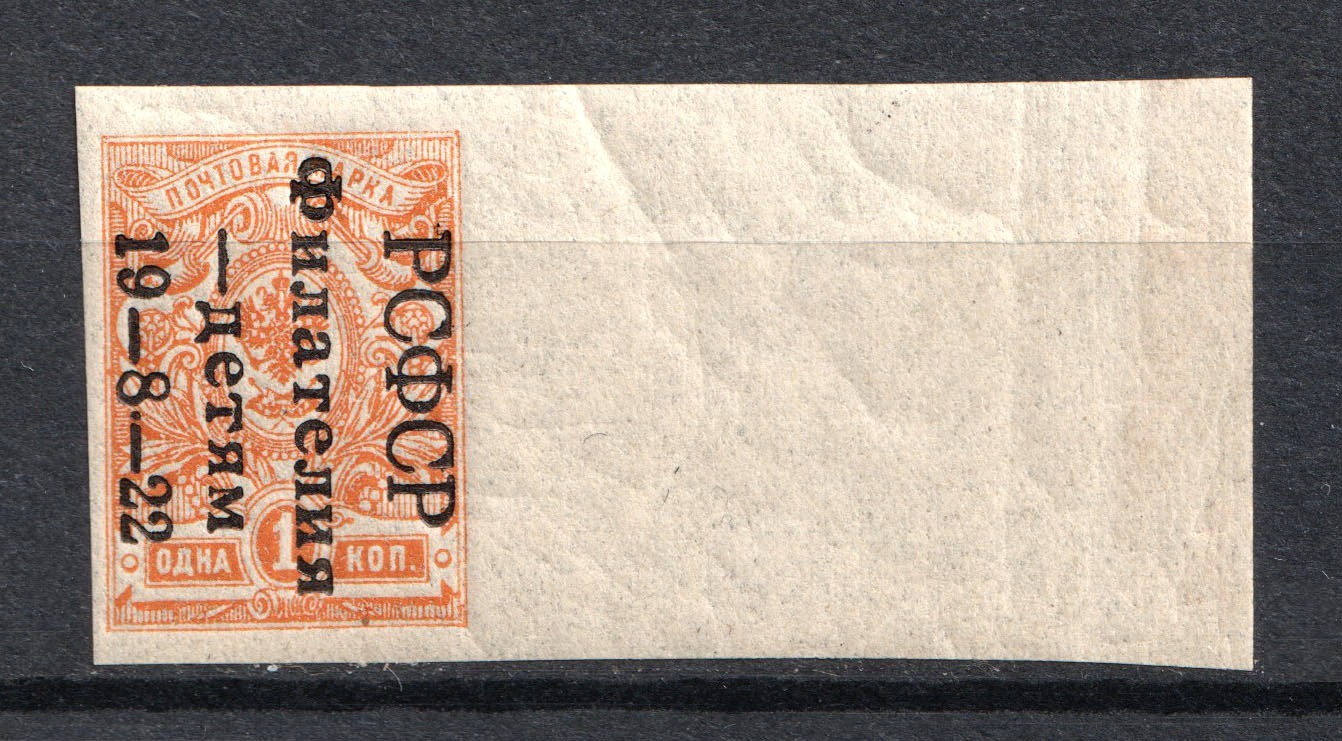 ПОЧТОВАЯ МАРКА
РСФСР
Филателия
—детям
19—8—22
1
ОДНА КОП.